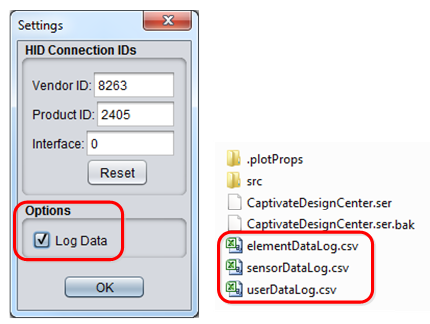 Settings
HID Connection IDs
Vendor ID: 8263
Product ID: 2405
Interface: 0
Reset
Options
Log Data
OK
.plotProps
src
CaptivateDesignCenter.ser
CaptivateDesignCenter.ser.bak
elementDataLog.csv
sensorDataLog.csv
userDataLog.csv